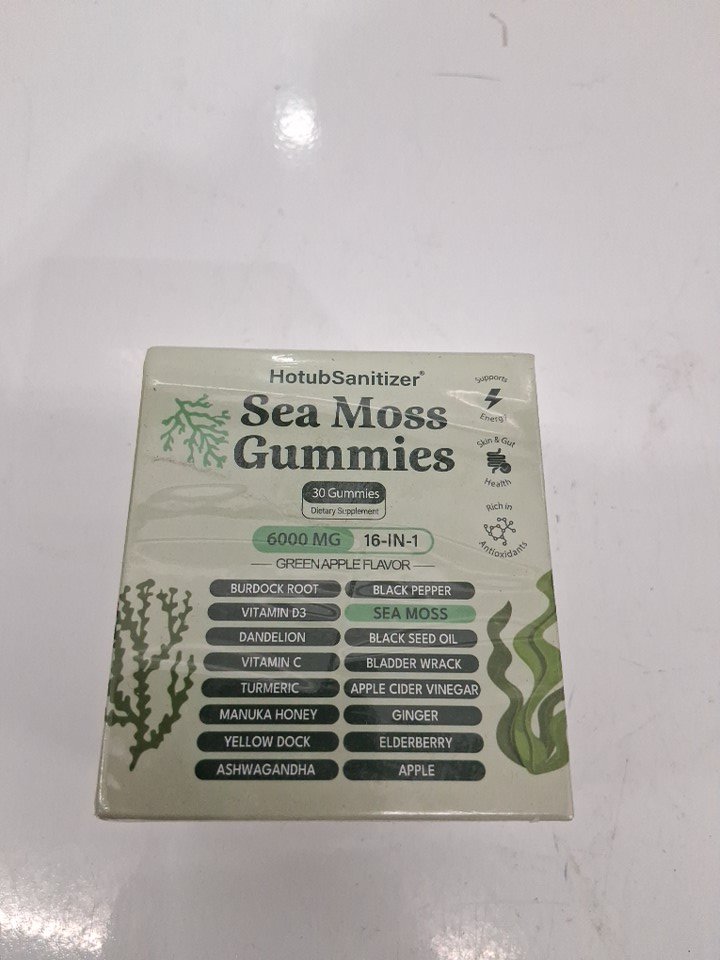 HotubSanitizer®
Sea Moss
Gummies
30 Gummies
Dietary Supplement
6000 MG 16-IN-1
GREEN APPLE FLAVOR
Supports
Energy
Skin & Gut
Health
Rich in
Antioxidants
BURDOCK ROOT BLACK PEPPER
VITAMIN D3 SEA MOSS
DANDELION BLACK SEED OIL
VITAMIN C BLADDER WRACK
TURMERIC APPLE CIDER VINEGAR
MANUKA HONEY GINGER
YELLOW DOCK ELDERBERRY
ASHWAGANDHA APPLE